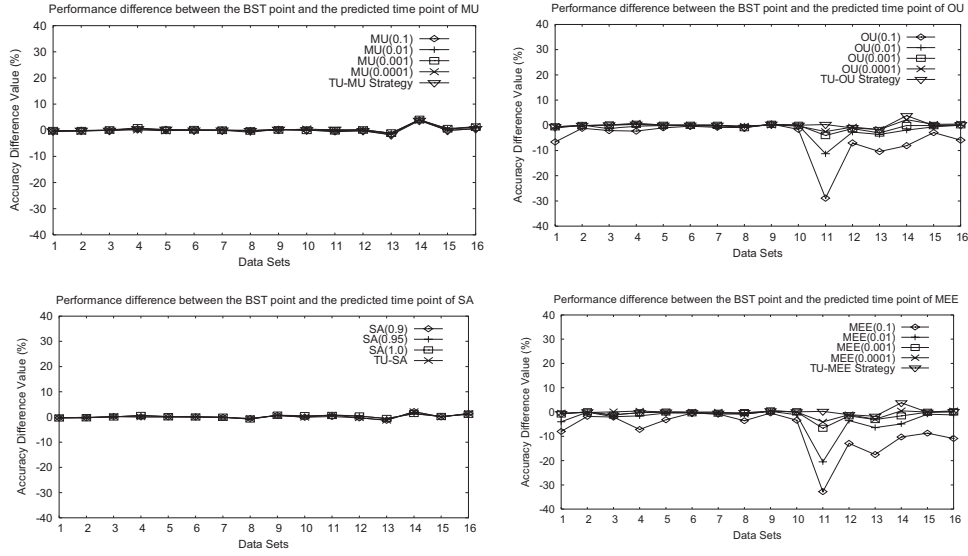 Performance difference between the BST point and the predicted time point of MU
Accuracy Difference Value (%)
40
30
20
10
0
-10
-20
-30
-40
MU(0.1)
MU(0.01)
MU(0.001)
MU(0.0001)
TU-MU Strategy
1 2 3 4 5 6 7 8 9 10 11 12 13 14 15 16
Data Sets
Performance difference between the BST point and the predicted time point of OU
Accuracy Difference Value (%)
40
30
20
10
0
-10
-20
-30
-40
OU(0.1)
OU(0.01)
OU(0.001)
OU(0.0001)
TU-OU Strategy
1 2 3 4 5 6 7 8 9 10 11 12 13 14 15 16
Data Sets
Performance difference between the BST point and the predicted time point of SA
Accuracy Difference Value (%)
40
30
20
10
0
-10
-20
-30
-40
SA(0.9)
SA(0.95)
SA(1.0)
TU-SA
1 2 3 4 5 6 7 8 9 10 11 12 13 14 15 16
Data Sets
Performance difference between the BST point and the predicted time point of MEE
Accuracy Difference Value (%)
40
30
20
10
0
-10
-20
-30
-40
MEE(0.1)
MEE(0.01)
MEE(0.001)
MEE(0.0001)
TU-MEE Strategy
1 2 3 4 5 6 7 8 9 10 11 12 13 14 15 16
Data Sets